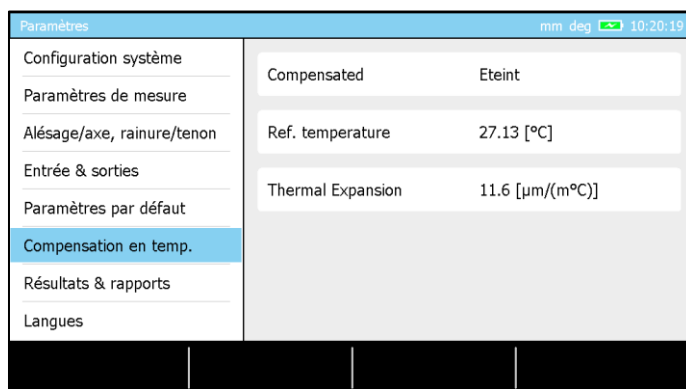 Paramètres mm deg 10:20:19
Configuration système
Paramètres de mesure
Alésage/axe, rainure/tenon
Entrée & sorties
Paramètres par défaut
Compensation en temp.
Résultats & rapports
Langues
Compensated Eteint
Ref. temperature 27.13 [°C]
Thermal Expansion 11.6 [µm/(m°C)]